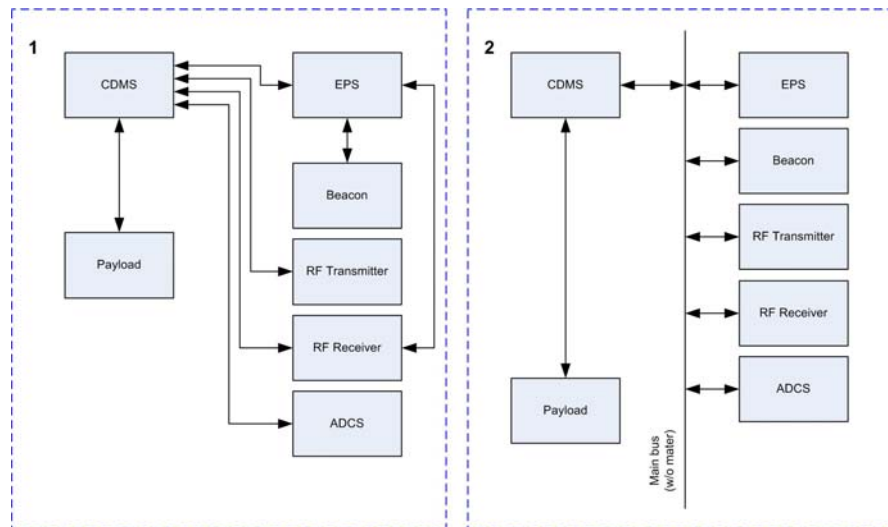 1
CDMS
EPS
Beacon
Payload
RF Transmitter
RF Receiver
ADCS
2
CDMS
EPS
Beacon
RF Transmitter
RF Receiver
Payload
ADCS
Main bus
(w/o mater)